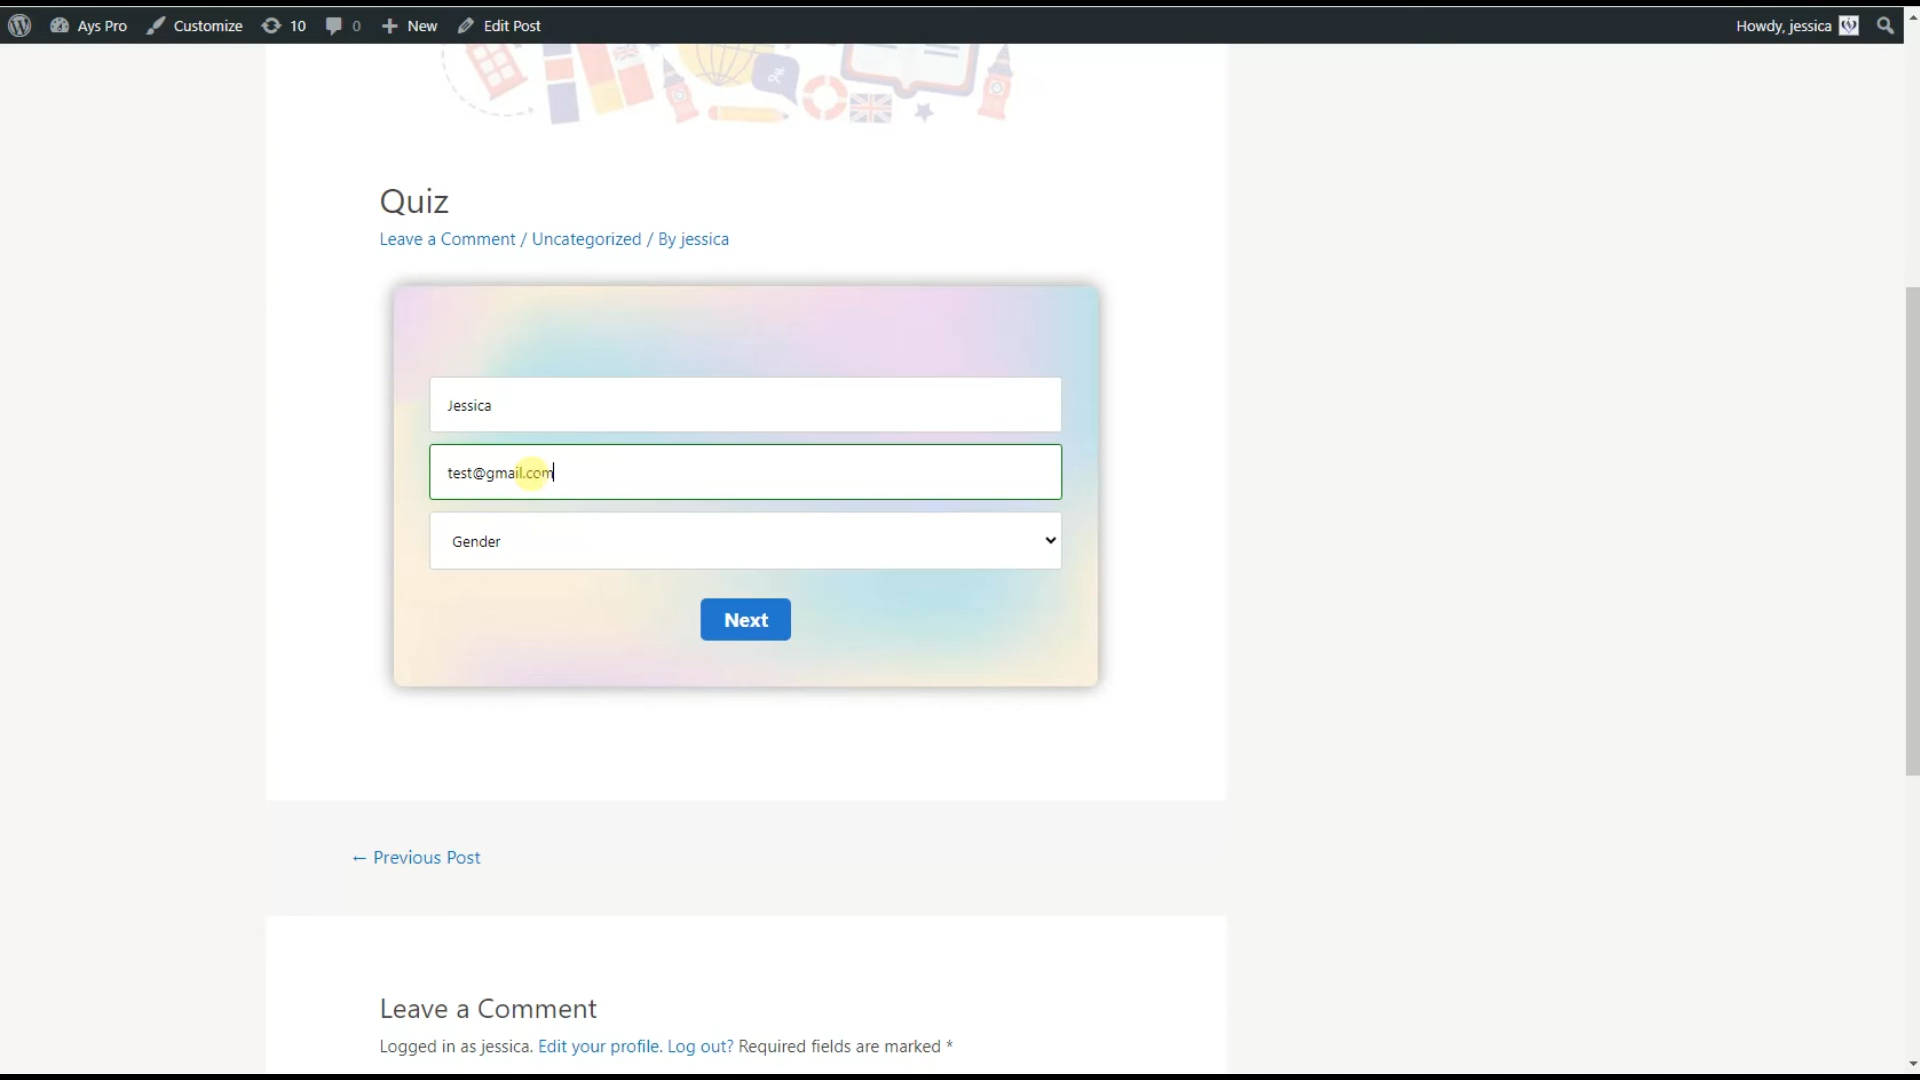 Ays Pro Customize 10 0 New Edit Post Howdy, jessica
Quiz
Leave a Comment / Uncategorized / By jessica
Jessica
test@gmail.com
Gender
Next
← Previous Post
Leave a Comment
Logged in as jessica. Edit your profile. Log out? Required fields are marked *